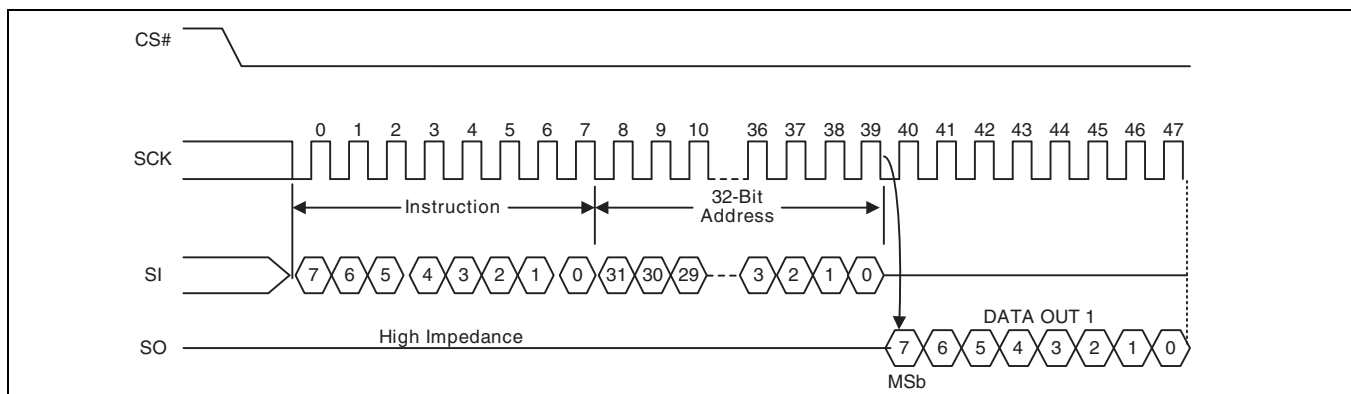 CS#
0 1 2 3 4 5 6 7 8 9 10 36 37 38 39 40 41 42 43 44 45 46 47
SCK
Instruction
32-Bit
Address
SI
7 6 5 4 3 2 1 0 31 30 29 3 2 1 0
DATA OUT 1
High Impedance
SO
7 6 5 4 3 2 1 0
MSb